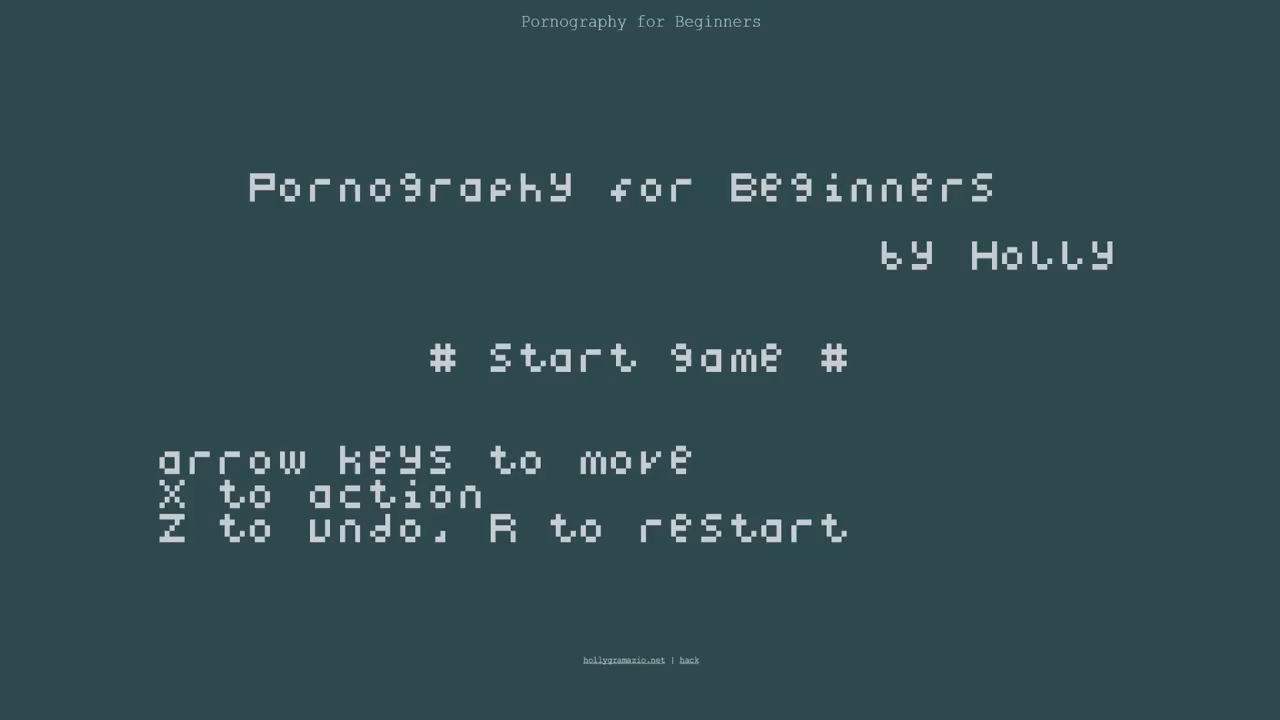 Pornography for Beginners
Pornography for Beginners
by Holly
# start game #
arrow keys to move
X to action
Z to undo, R to restart
hollygramazio.net | hack